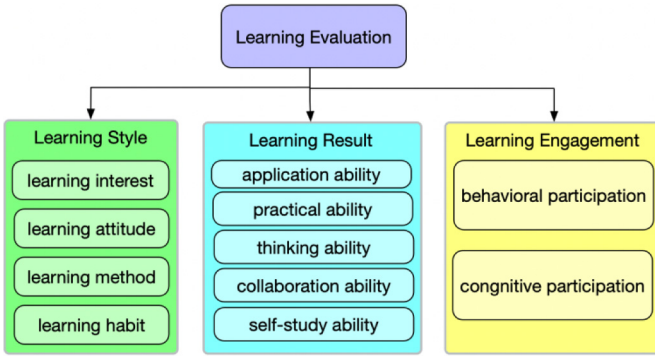 Learning Evaluation
Learning Style
learning interest
learning attitude
learning method
learning habit
Learning Result
application ability
practical ability
thinking ability
collaboration ability
self-study ability
Learning Engagement
behavioral participation
congnitive participation